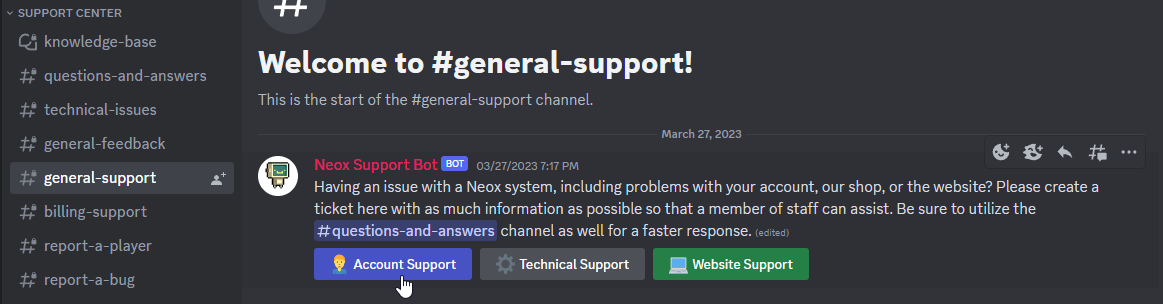 SUPPORT CENTER
knowledge-base
questions-and-answers
technical-issues
general-feedback
general-support
billing-support
report-a-player
report-a-bug
#
Welcome to #general-support!
This is the start of the #general-support channel.
March 27, 2023
Neox Support Bot BOT 03/27/2023 7:17 PM
Having an issue with a Neox system, including problems with your account, our shop, or the website? Please create a
ticket here with as much information as possible so that a member of staff can assist. Be sure to utilize the
#questions-and-answers channel as well for a faster response. (edited)
Account Support Technical Support Website Support